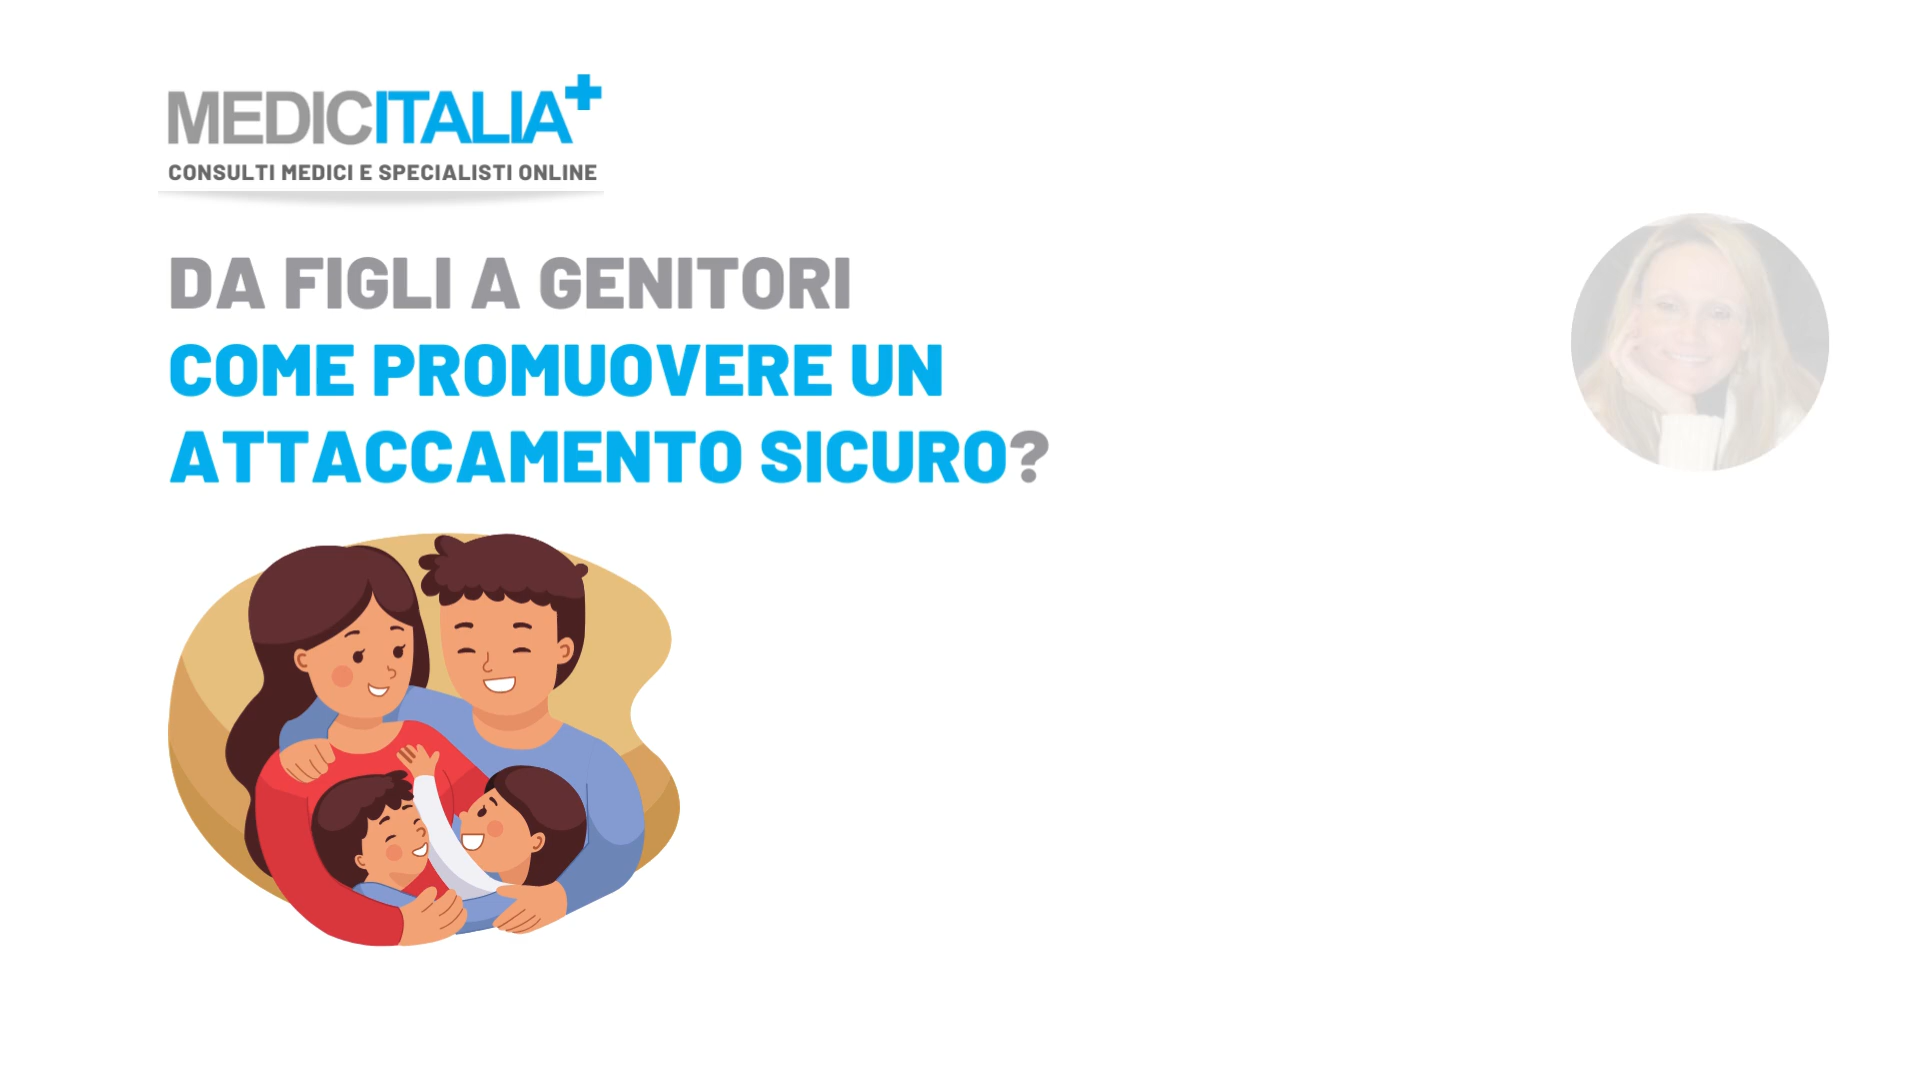 MEDICITALIA+
CONSULTI MEDICI E SPECIALISTI ONLINE
DA FIGLI A GENITORI
COME PROMUOVERE UN
ATTACCAMENTO SICURO?